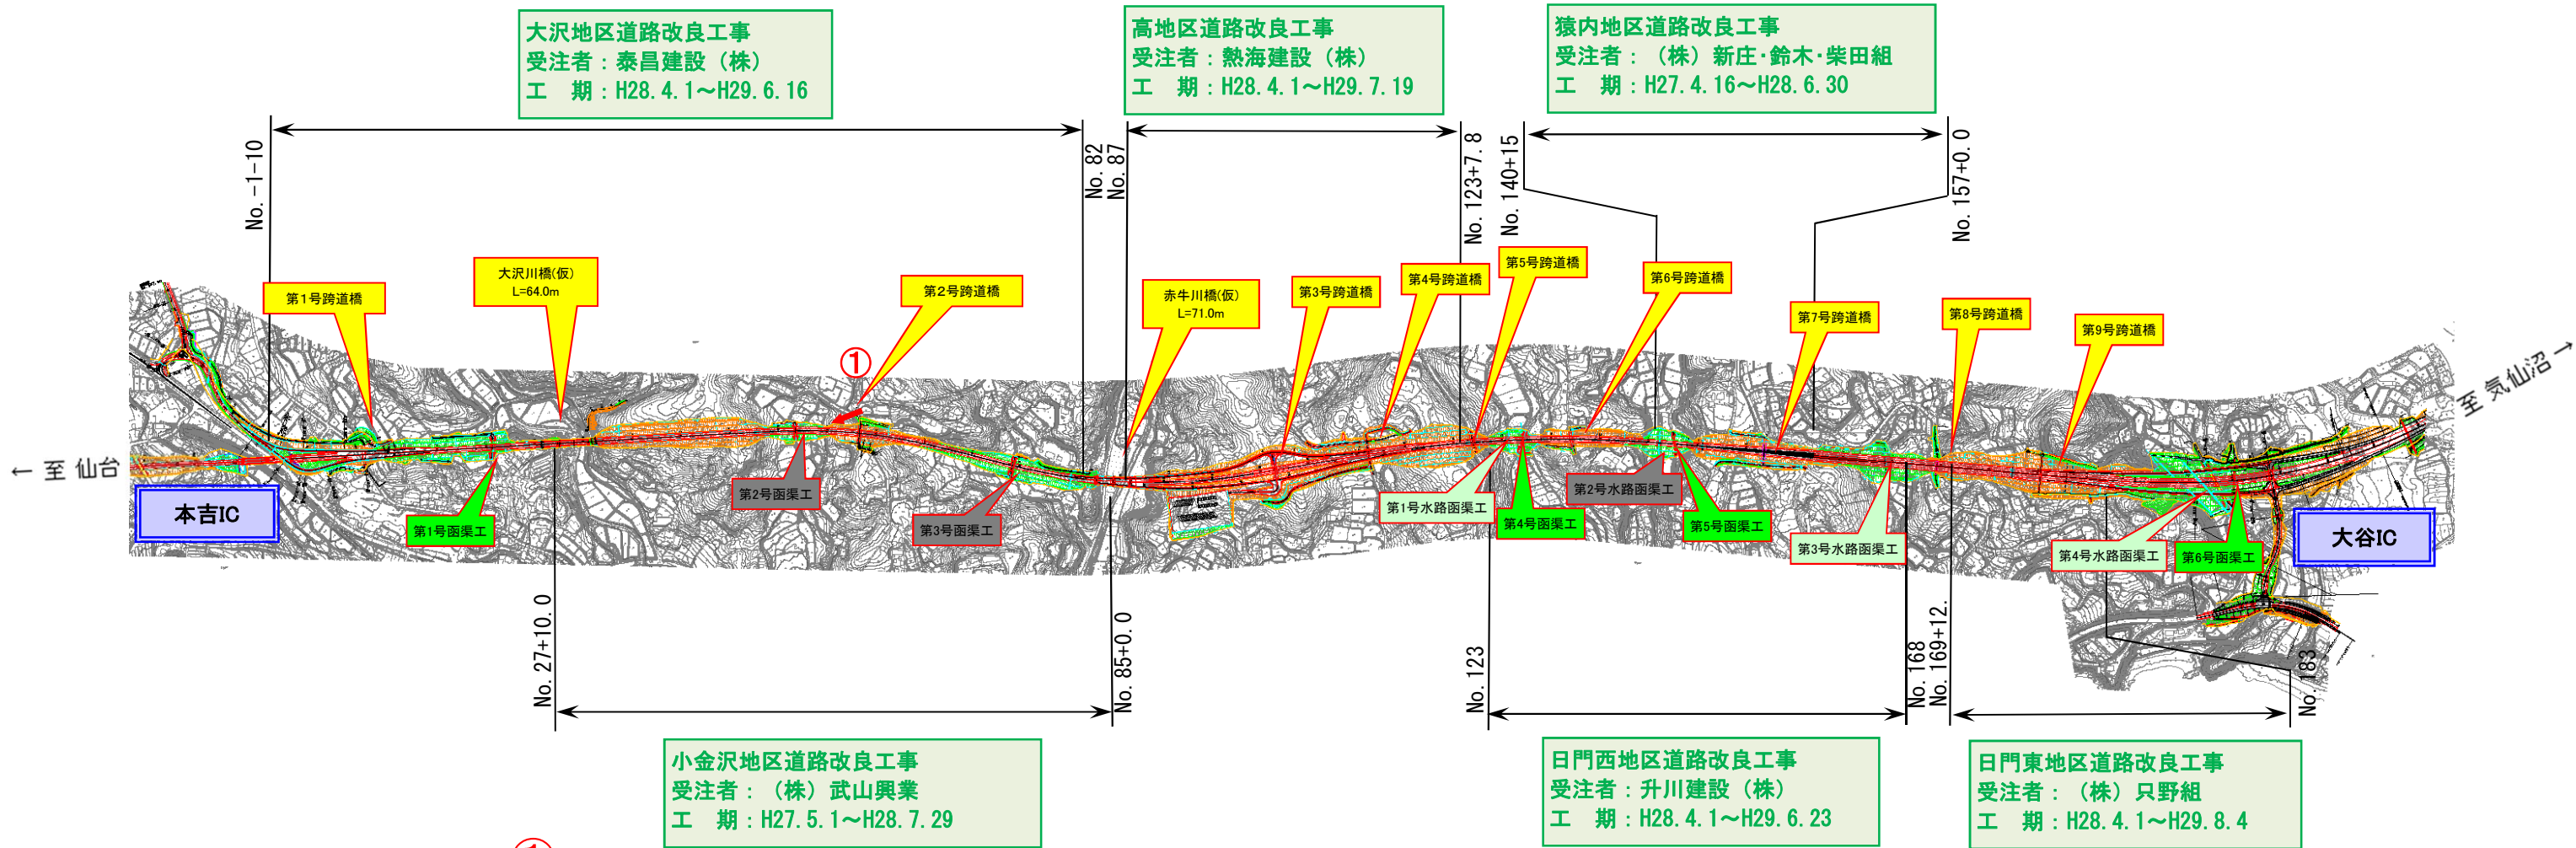 大沢地区道路改良工事
受注者：泰昌建設（株）
工　期：H28.4.1～H29.6.16
高地区道路改良工事
受注者：熱海建設（株）
工　期：H28.4.1～H29.7.19
猿内地区道路改良工事
受注者：（株）新庄･鈴木･柴田組
工　期：H27.4.16～H28.6.30
No.-1-10
No.82
No.87
No.123+7.8
No.140+15
No.157+0.0
第1号跨道橋
大沢川橋(仮)
L=64.0m
第2号跨道橋
赤牛川橋(仮)
L=71.0m
第3号跨道橋
第4号跨道橋
第5号跨道橋
第6号跨道橋
第7号跨道橋
第8号跨道橋
第9号跨道橋
①
← 至 仙台
至 気仙沼 →
本吉IC
大谷IC
第1号函渠工
第2号函渠工
第3号函渠工
第1号水路函渠工
第4号函渠工
第2号水路函渠工
第5号函渠工
第3号水路函渠工
第4号水路函渠工
第6号函渠工
No.27+10.0
No.85+0.0
No.123
No.168
No.169+12.
No.183
小金沢地区道路改良工事
受注者：（株）武山興業
工　期：H27.5.1～H28.7.29
日門西地区道路改良工事
受注者：升川建設（株）
工　期：H28.4.1～H29.6.23
日門東地区道路改良工事
受注者：（株）只野組
工　期：H28.4.1～H29.8.4